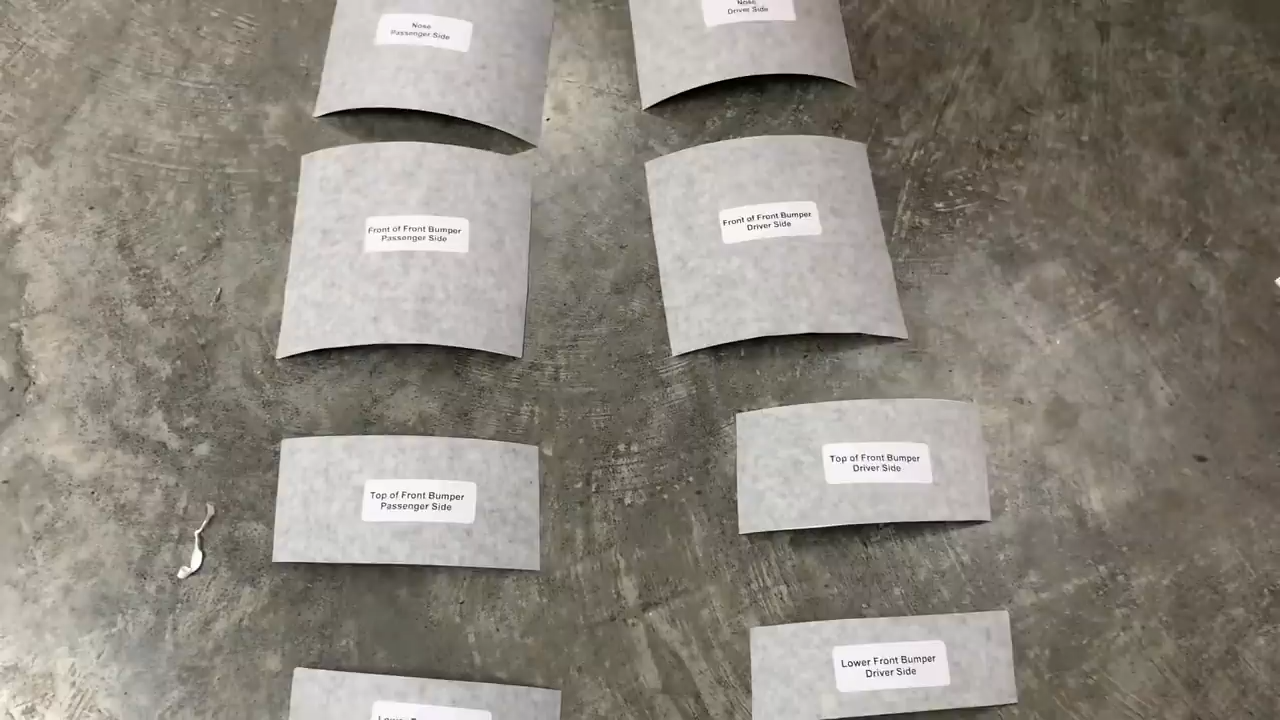 Nose
Passenger Side
Nose
Driver Side
Front of Front Bumper
Passenger Side
Front of Front Bumper
Driver Side
Top of Front Bumper
Passenger Side
Top of Front Bumper
Driver Side
Lower Front Bumper
Driver Side
Lower